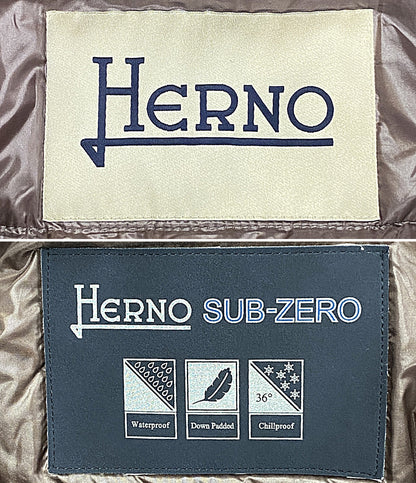 HERNO
HERNO SUB-ZERO
36°
Waterproof Down Padded Chillproof